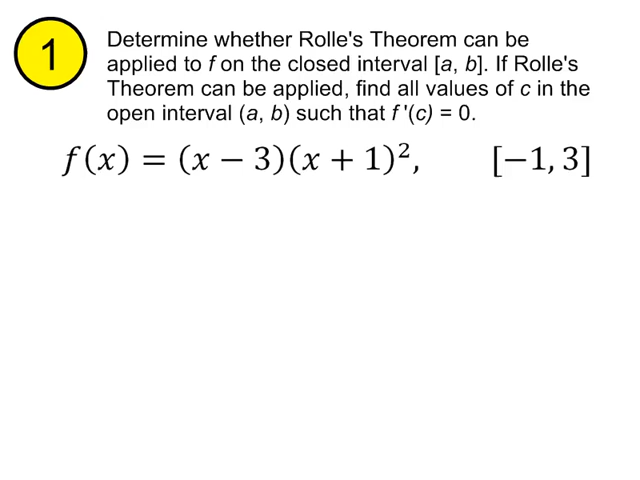 1
Determine whether Rolle's Theorem can be
applied to f on the closed interval [a, b]. If Rolle's
Theorem can be applied, find all values of c in the
open interval (a, b) such that f '(c) = 0.
f(x) = (x − 3)(x + 1)², [−1, 3]